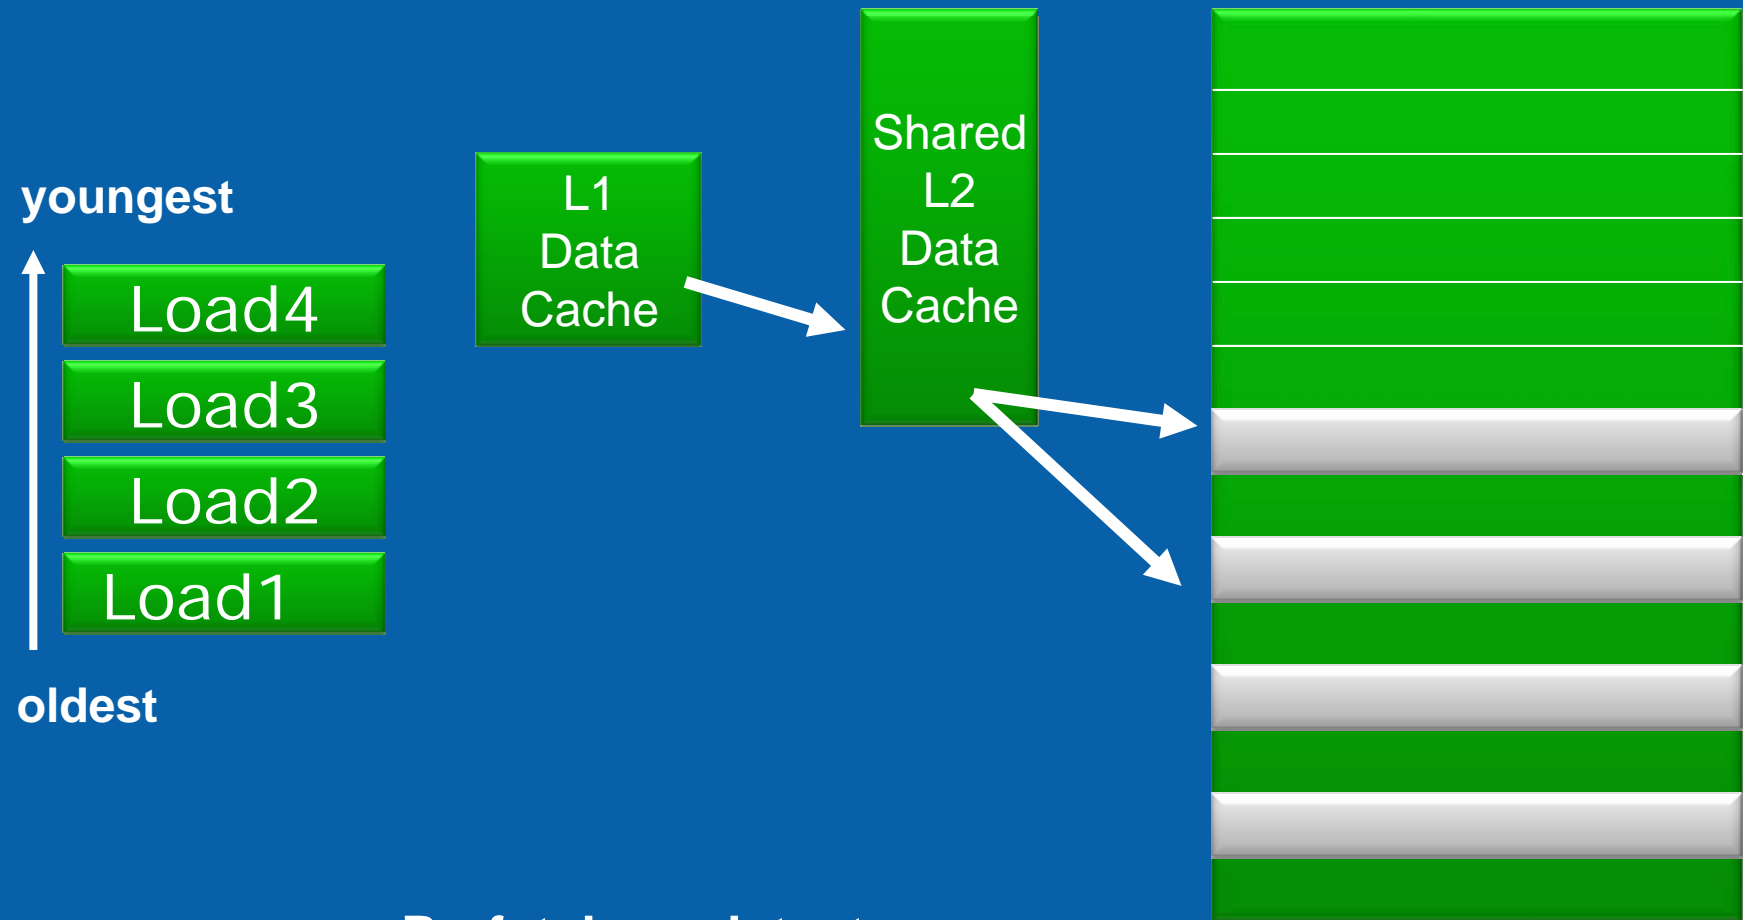 youngest
Load4
Load3
Load2
Load1
oldest
L1
Data
Cache
Shared
L2
Data
Cache